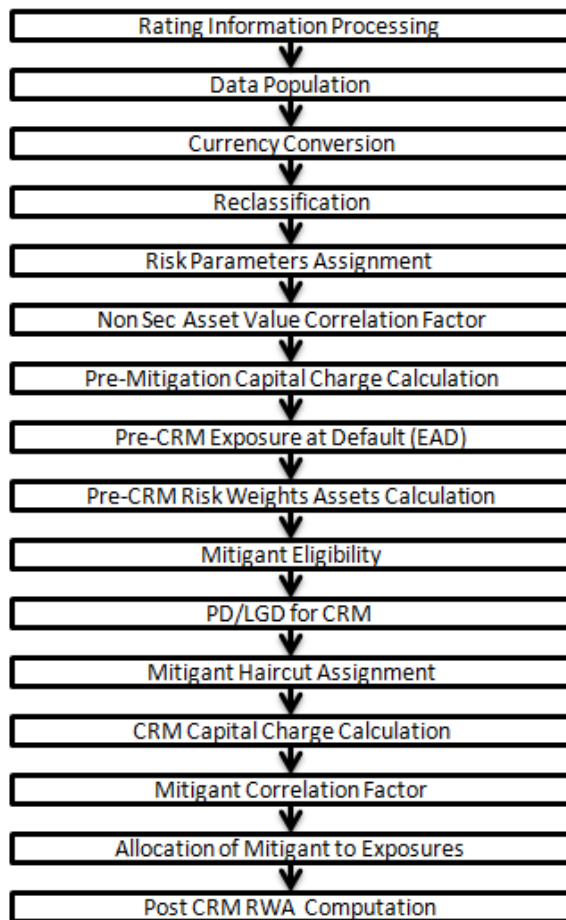 Rating Information Processing
Data Population
Currency Conversion
Reclassification
Risk Parameters Assignment
Non Sec Asset Value Correlation Factor
Pre-Mitigation Capital Charge Calculation
Pre-CRM Exposure at Default (EAD)
Pre-CRM Risk Weights Assets Calculation
Mitigant Eligibility
PD/LGD for CRM
Mitigant Haircut Assignment
CRM Capital Charge Calculation
Mitigant Correlation Factor
Allocation of Mitigant to Exposures
Post CRM RWA Computation